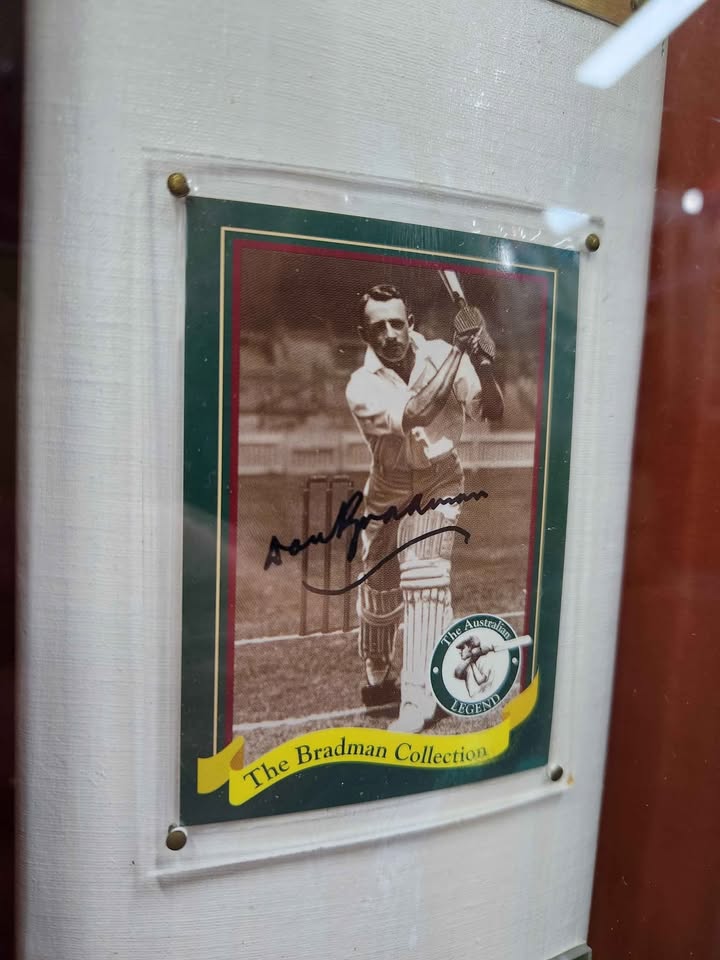 Don Bradman
The Australian
LEGEND
The Bradman Collection